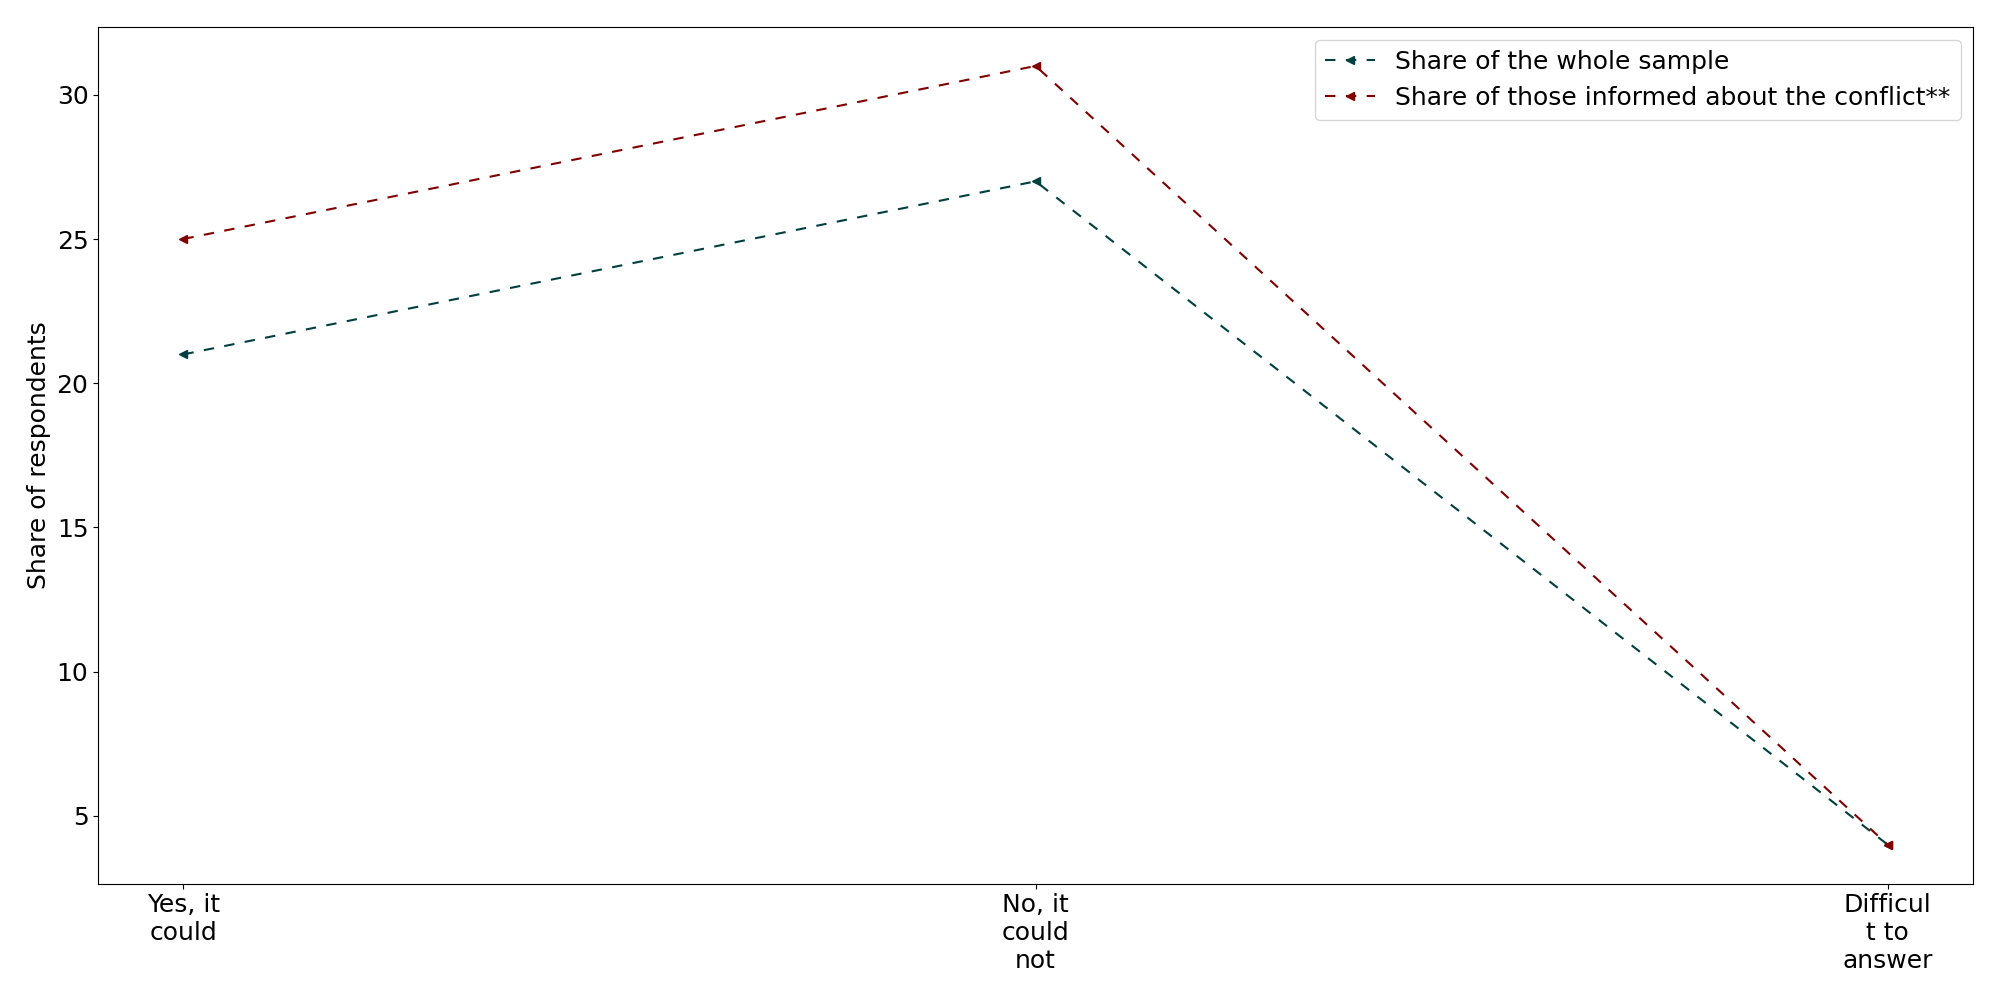 Share of the whole sample
Share of those informed about the conflict**
Share of respondents
30
25
20
15
10
5
Yes, it
could
No, it
could
not
Difficul
t to
answer